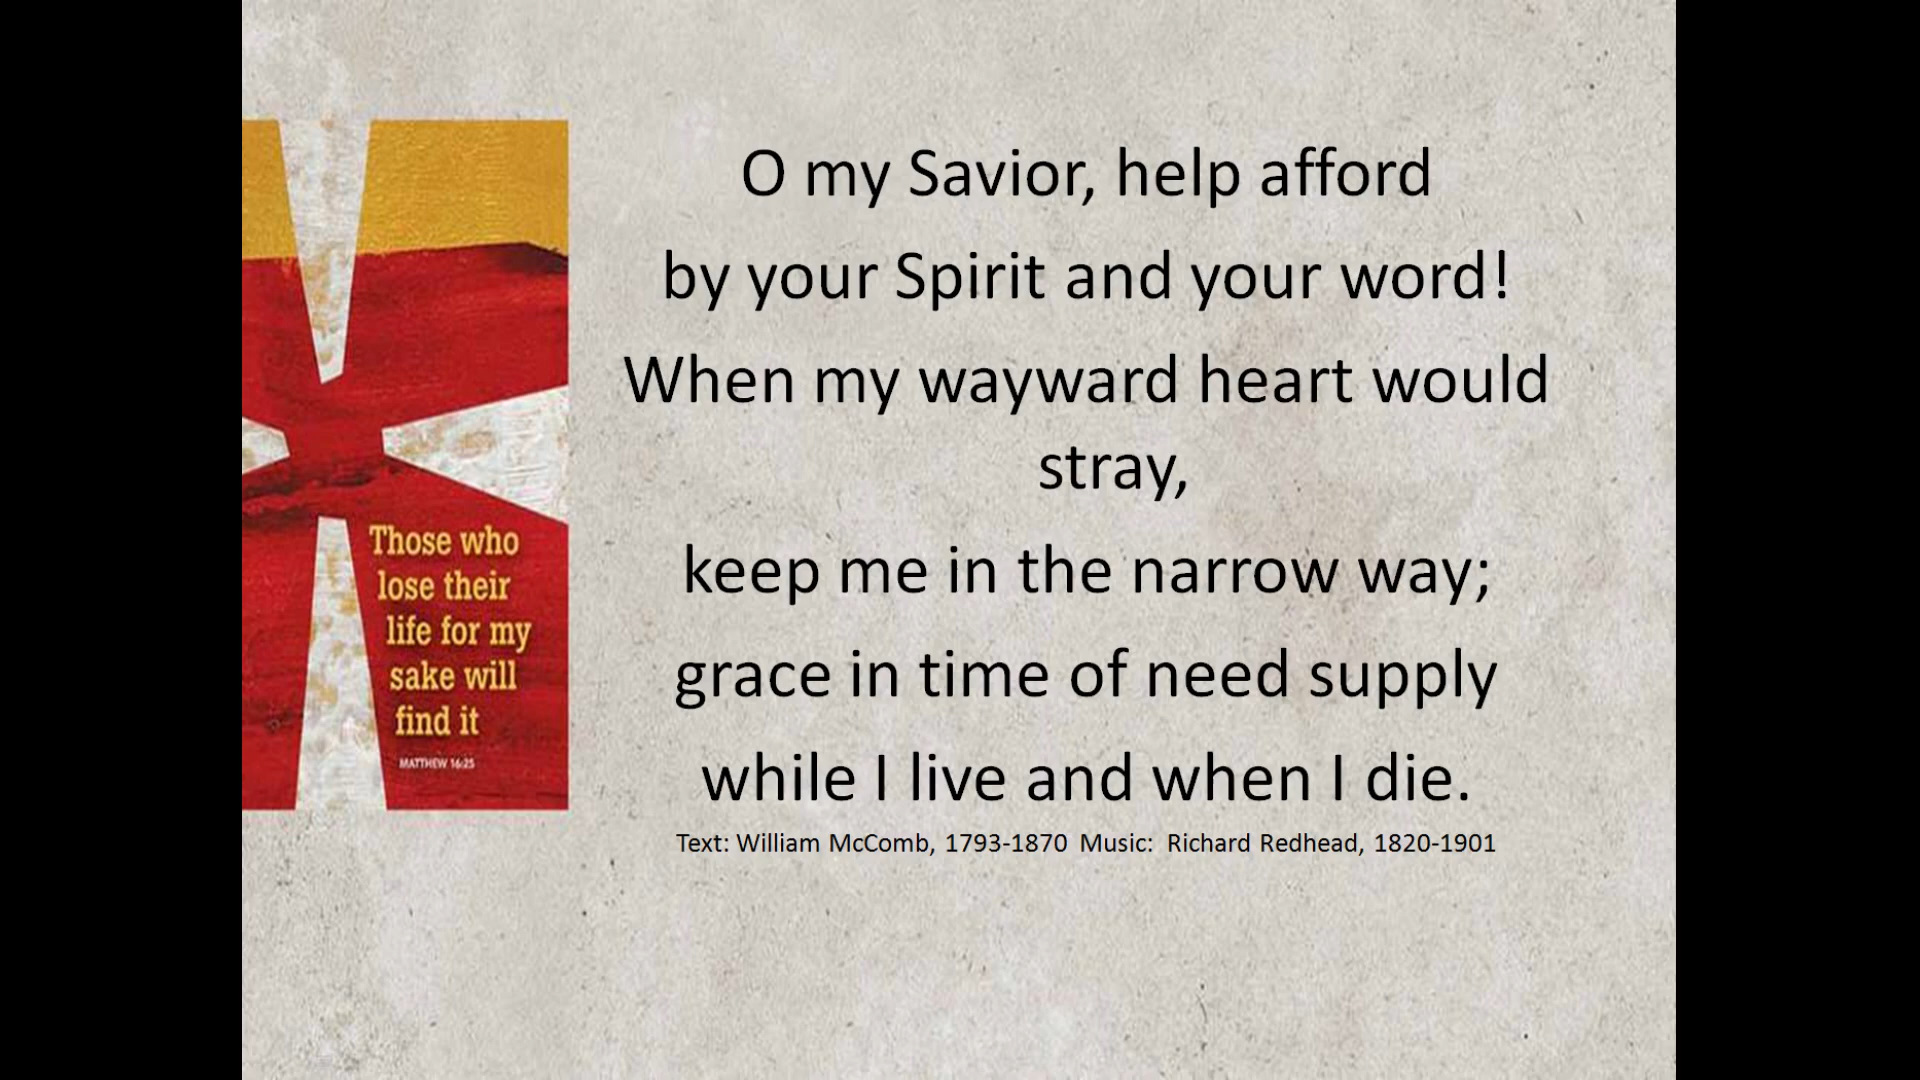 Those who
lose their
life for my
sake will
find it
MATTHEW 16:25
O my Savior, help afford
by your Spirit and your word!
When my wayward heart would
stray,
keep me in the narrow way;
grace in time of need supply
while I live and when I die.
Text: William McComb, 1793-1870  Music:  Richard Redhead, 1820-1901